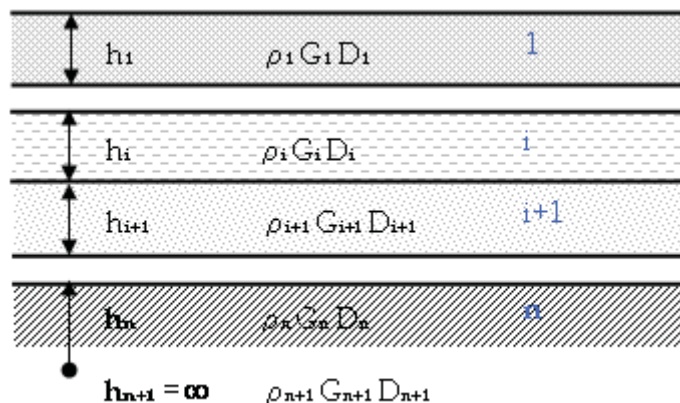 h₁ ρ₁ G₁ D₁ 1
hᵢ ρᵢ Gᵢ Dᵢ i
hᵢ₊₁ ρᵢ₊₁ Gᵢ₊₁ Dᵢ₊₁ i+1
hₙ ρₙ Gₙ Dₙ n
hₙ₊₁ = ∞ ρₙ₊₁ Gₙ₊₁ Dₙ₊₁